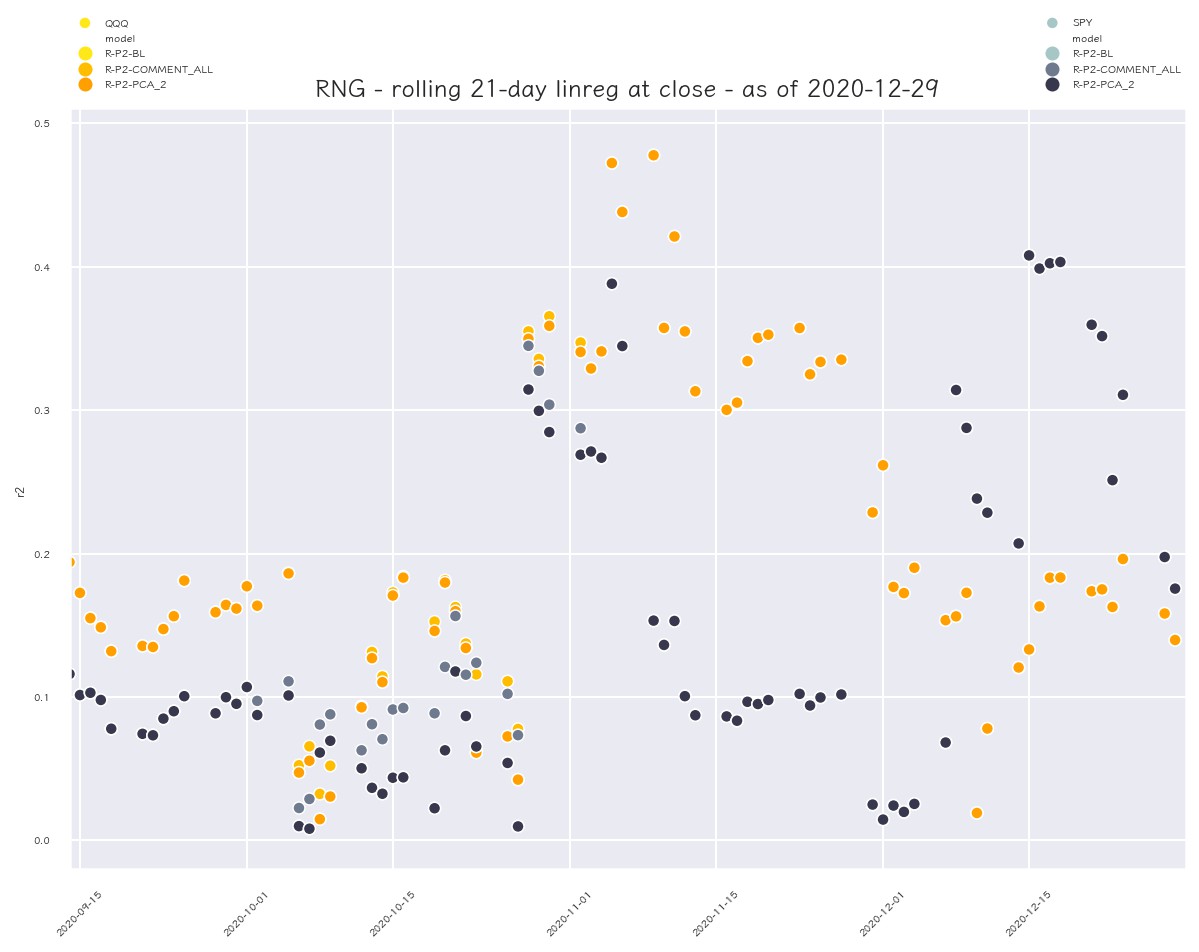 QQQ
model
R-P2-BL
R-P2-COMMENT_ALL
R-P2-PCA_2
SPY
model
R-P2-BL
R-P2-COMMENT_ALL
R-P2-PCA_2
RNG - rolling 21-day linreg at close - as of 2020-12-29
0.5
0.4
0.3
0.2
0.1
0.0
r2
2020-09-15
2020-10-01
2020-10-15
2020-11-01
2020-11-15
2020-12-01
2020-12-15